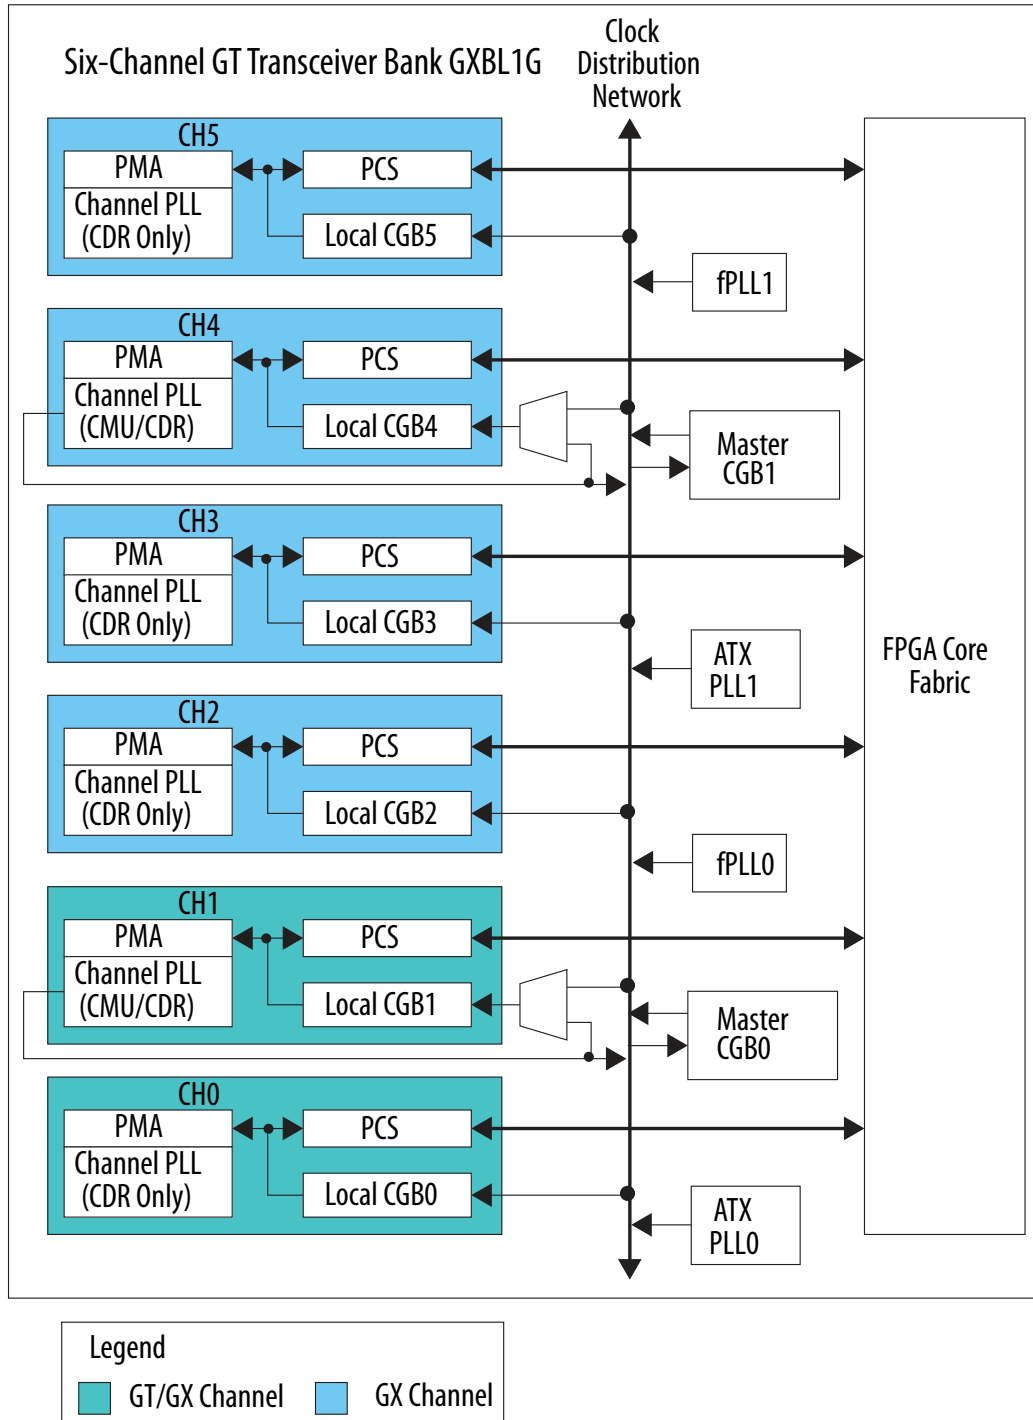 Six-Channel GT Transceiver Bank GXBL1G
Clock
Distribution
Network
CH5
PMA
Channel PLL
(CDR Only)
PCS
Local CGB5
fPLL1
CH4
PMA
Channel PLL
(CMU/CDR)
PCS
Local CGB4
Master
CGB1
CH3
PMA
Channel PLL
(CDR Only)
PCS
Local CGB3
ATX
PLL1
FPGA Core
Fabric
CH2
PMA
Channel PLL
(CDR Only)
PCS
Local CGB2
fPLL0
CH1
PMA
Channel PLL
(CMU/CDR)
PCS
Local CGB1
Master
CGB0
CH0
PMA
Channel PLL
(CDR Only)
PCS
Local CGB0
ATX
PLL0
Legend
GT/GX Channel
GX Channel